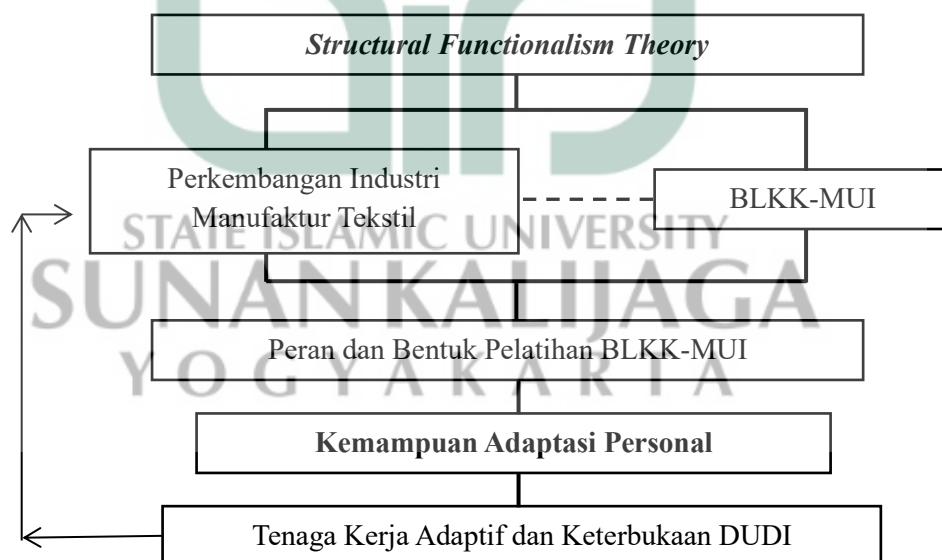 Structural Functionalism Theory
Perkembangan Industri
Manufaktur Tekstil
BLKK-MUI
STATE ISLAMIC UNIVERSITY
SUNAN KALIJAGA
Peran dan Bentuk Pelatihan BLKK-MUI
YOGYAKARTA
Kemampuan Adaptasi Personal
Tenaga Kerja Adaptif dan Keterbukaan DUDI